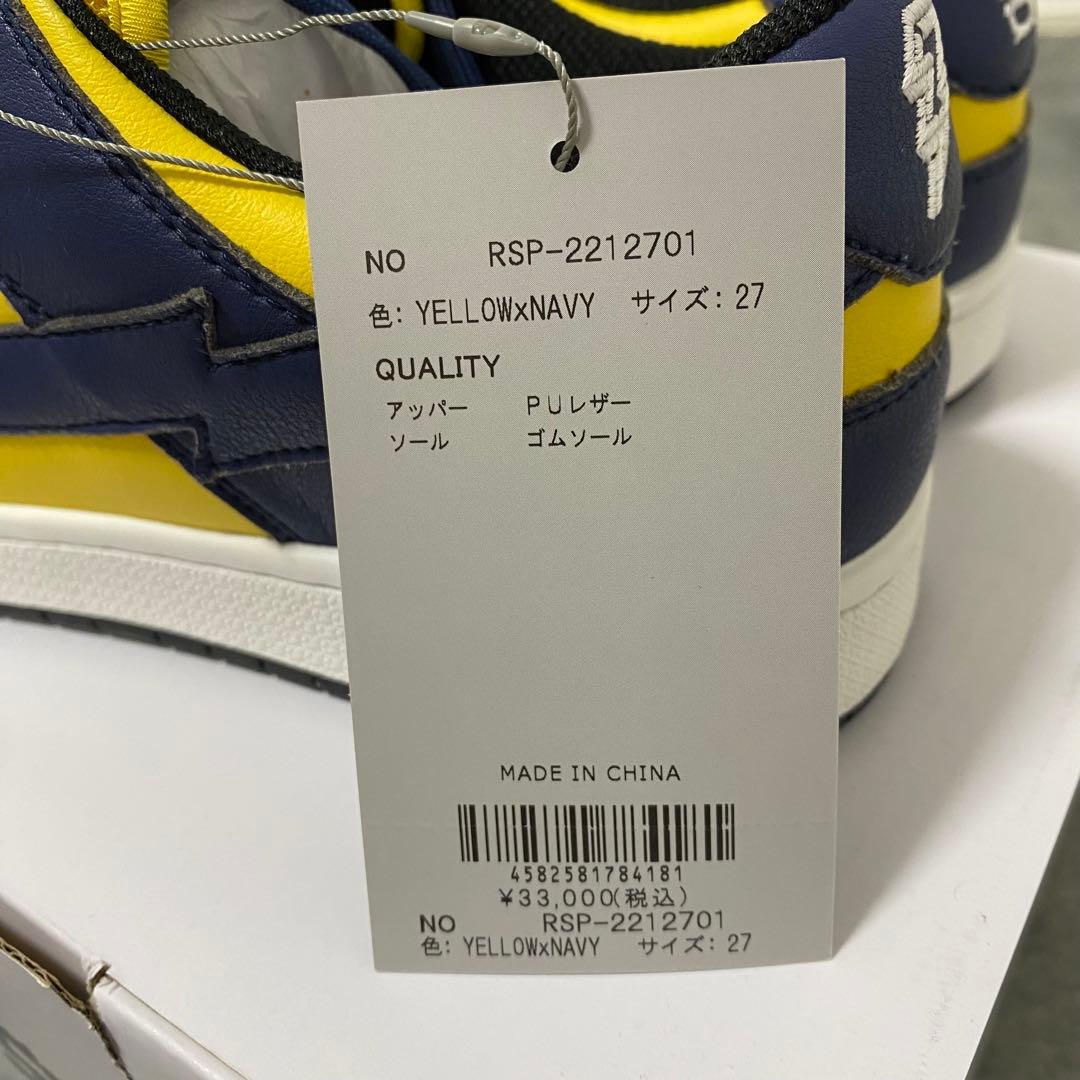 NO RSP-2212701
色: YELLOWxNAVY サイズ: 27
QUALITY
アッパー PUレザー
ソール ゴムソール
MADE IN CHINA
4582581784181
¥33,000(税込)
NO RSP-2212701
色: YELLOWxNAVY サイズ: 27